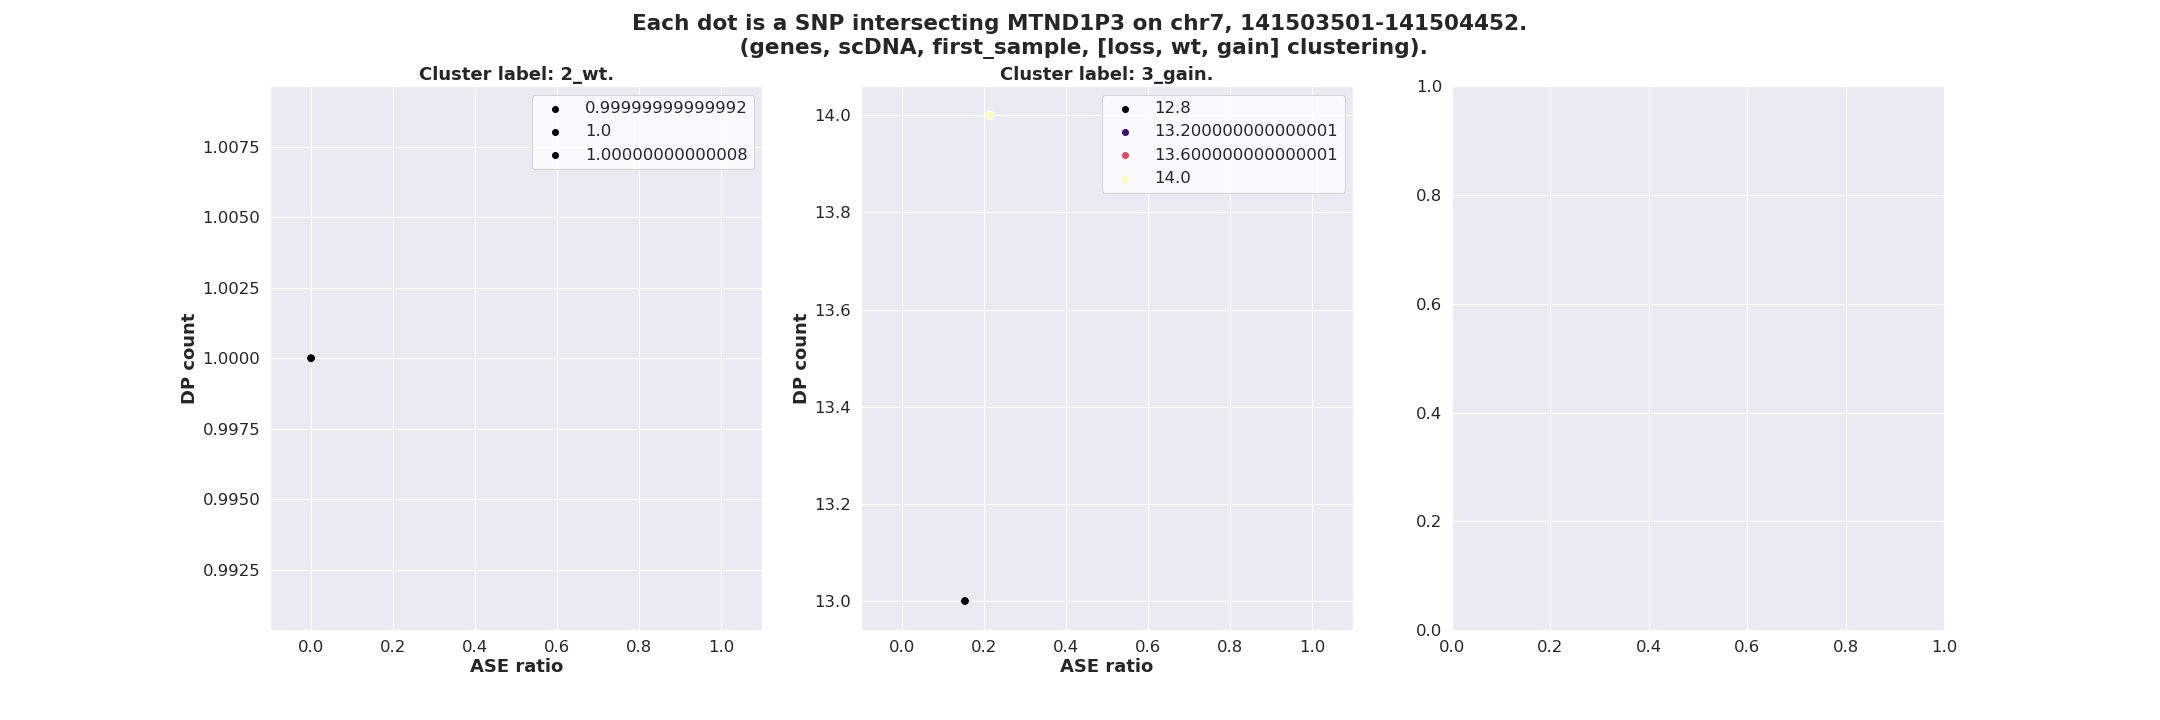 Each dot is a SNP intersecting MTND1P3 on chr7, 141503501-141504452.
(genes, scDNA, first_sample, [loss, wt, gain] clustering).
Cluster label: 2_wt.
0.99999999999992
1.0
1.00000000000008
1.0075
1.0050
1.0025
1.0000
0.9975
0.9950
0.9925
DP count
0.0 0.2 0.4 0.6 0.8 1.0
ASE ratio
Cluster label: 3_gain.
12.8
13.200000000000001
13.600000000000001
14.0
14.0
13.8
13.6
13.4
13.2
13.0
DP count
0.0 0.2 0.4 0.6 0.8 1.0
ASE ratio
1.0
0.8
0.6
0.4
0.2
0.0
0.0 0.2 0.4 0.6 0.8 1.0